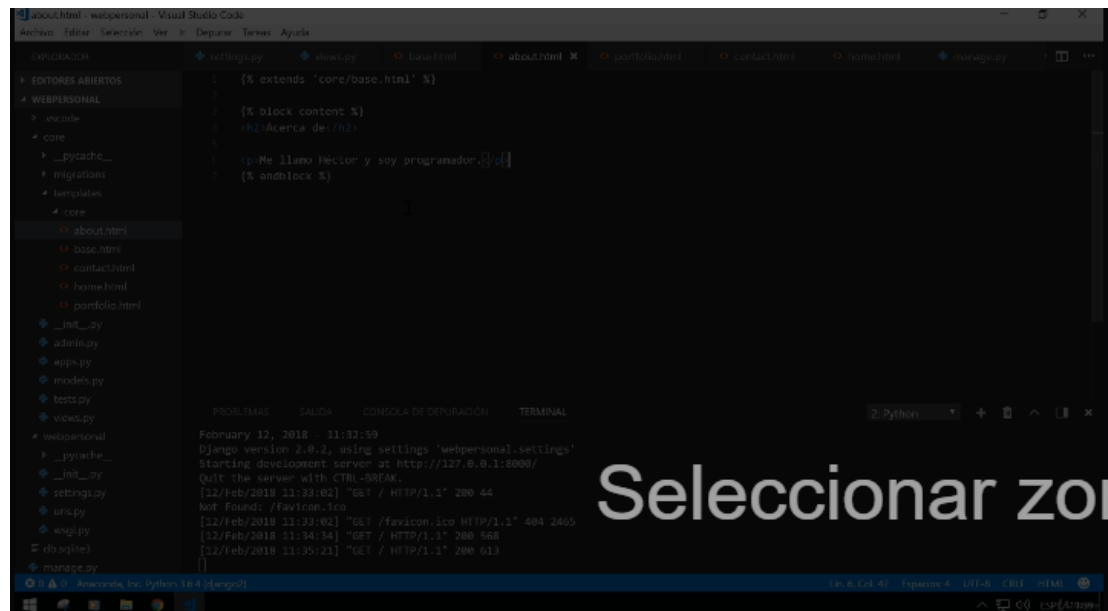 about.html - webpersonal - Visual Studio Code
Archivo Editar Selección Ver Ir Depurar Tareas Ayuda
EXPLORADOR
settings.py views.py base.html about.html portfolio.html contact.html home.html manage.py
EDITORES ABIERTOS
WEBPERSONAL
.vscode
core
__pycache__
migrations
templates
core
about.html
base.html
contact.html
home.html
portfolio.html
__init__.py
admin.py
apps.py
models.py
tests.py
views.py
webpersonal
__pycache__
__init__.py
settings.py
urls.py
wsgi.py
db.sqlite3
manage.py
1 {% extends 'core/base.html' %}
2
3 {% block content %}
4 <h2>Acerca de</h2>
5
6 <p>Me llamo Héctor y soy programador.</p>
7 {% endblock %}
PROBLEMAS SALIDA CONSOLA DE DEPURACIÓN TERMINAL 2: Python
February 12, 2018 - 11:32:59
Django version 2.0.2, using settings 'webpersonal.settings'
Starting development server at http://127.0.0.1:8000/
Quit the server with CTRL-BREAK.
[12/Feb/2018 11:33:02] "GET / HTTP/1.1" 200 44
Not Found: /favicon.ico
[12/Feb/2018 11:33:02] "GET /favicon.ico HTTP/1.1" 404 2465
[12/Feb/2018 11:34:34] "GET / HTTP/1.1" 200 568
[12/Feb/2018 11:35:21] "GET / HTTP/1.1" 200 613
Seleccionar zo
0 0 Anaconda, Inc. Python 3.6.4 (django2) Lín. 6, Col. 42 Espacios: 4 UTF-8 CRLF HTML
ESP